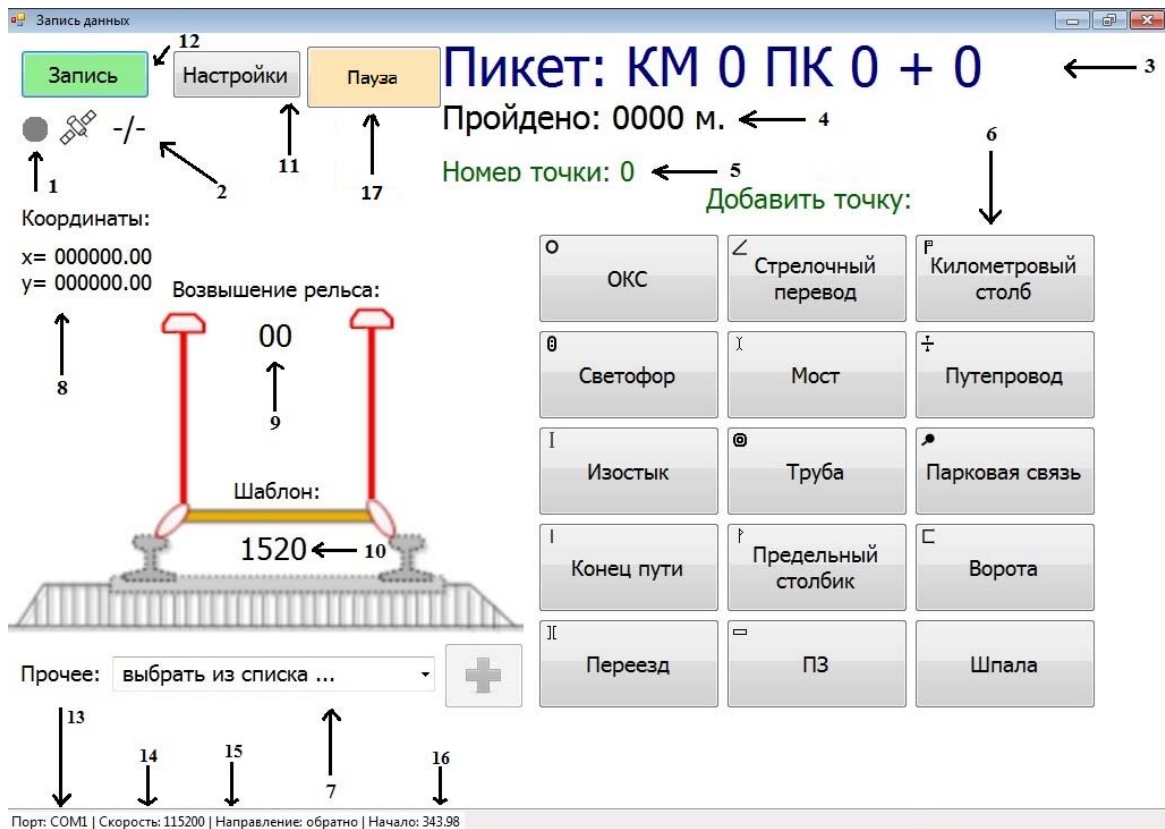 Запись данных
12
Запись
Настройки
Пауза
Пикет: КМ 0 ПК 0 + 0
3
Пройдено: 0000 м.
4
-/-
1
2
11
17
Номер точки: 0
5
6
Добавить точку:
Координаты:
x= 000000.00
y= 000000.00
8
Возвышение рельса:
00
9
Шаблон:
1520
10
ОКС
Стрелочный
перевод
Километровый
столб
Светофор
Мост
Путепровод
Изостык
Труба
Парковая связь
Конец пути
Предельный
столбик
Ворота
Переезд
ПЗ
Шпала
Прочее:
выбрать из списка ...
13
14
15
7
16
Порт: COM1 | Скорость: 115200 | Направление: обратно | Начало: 343.98